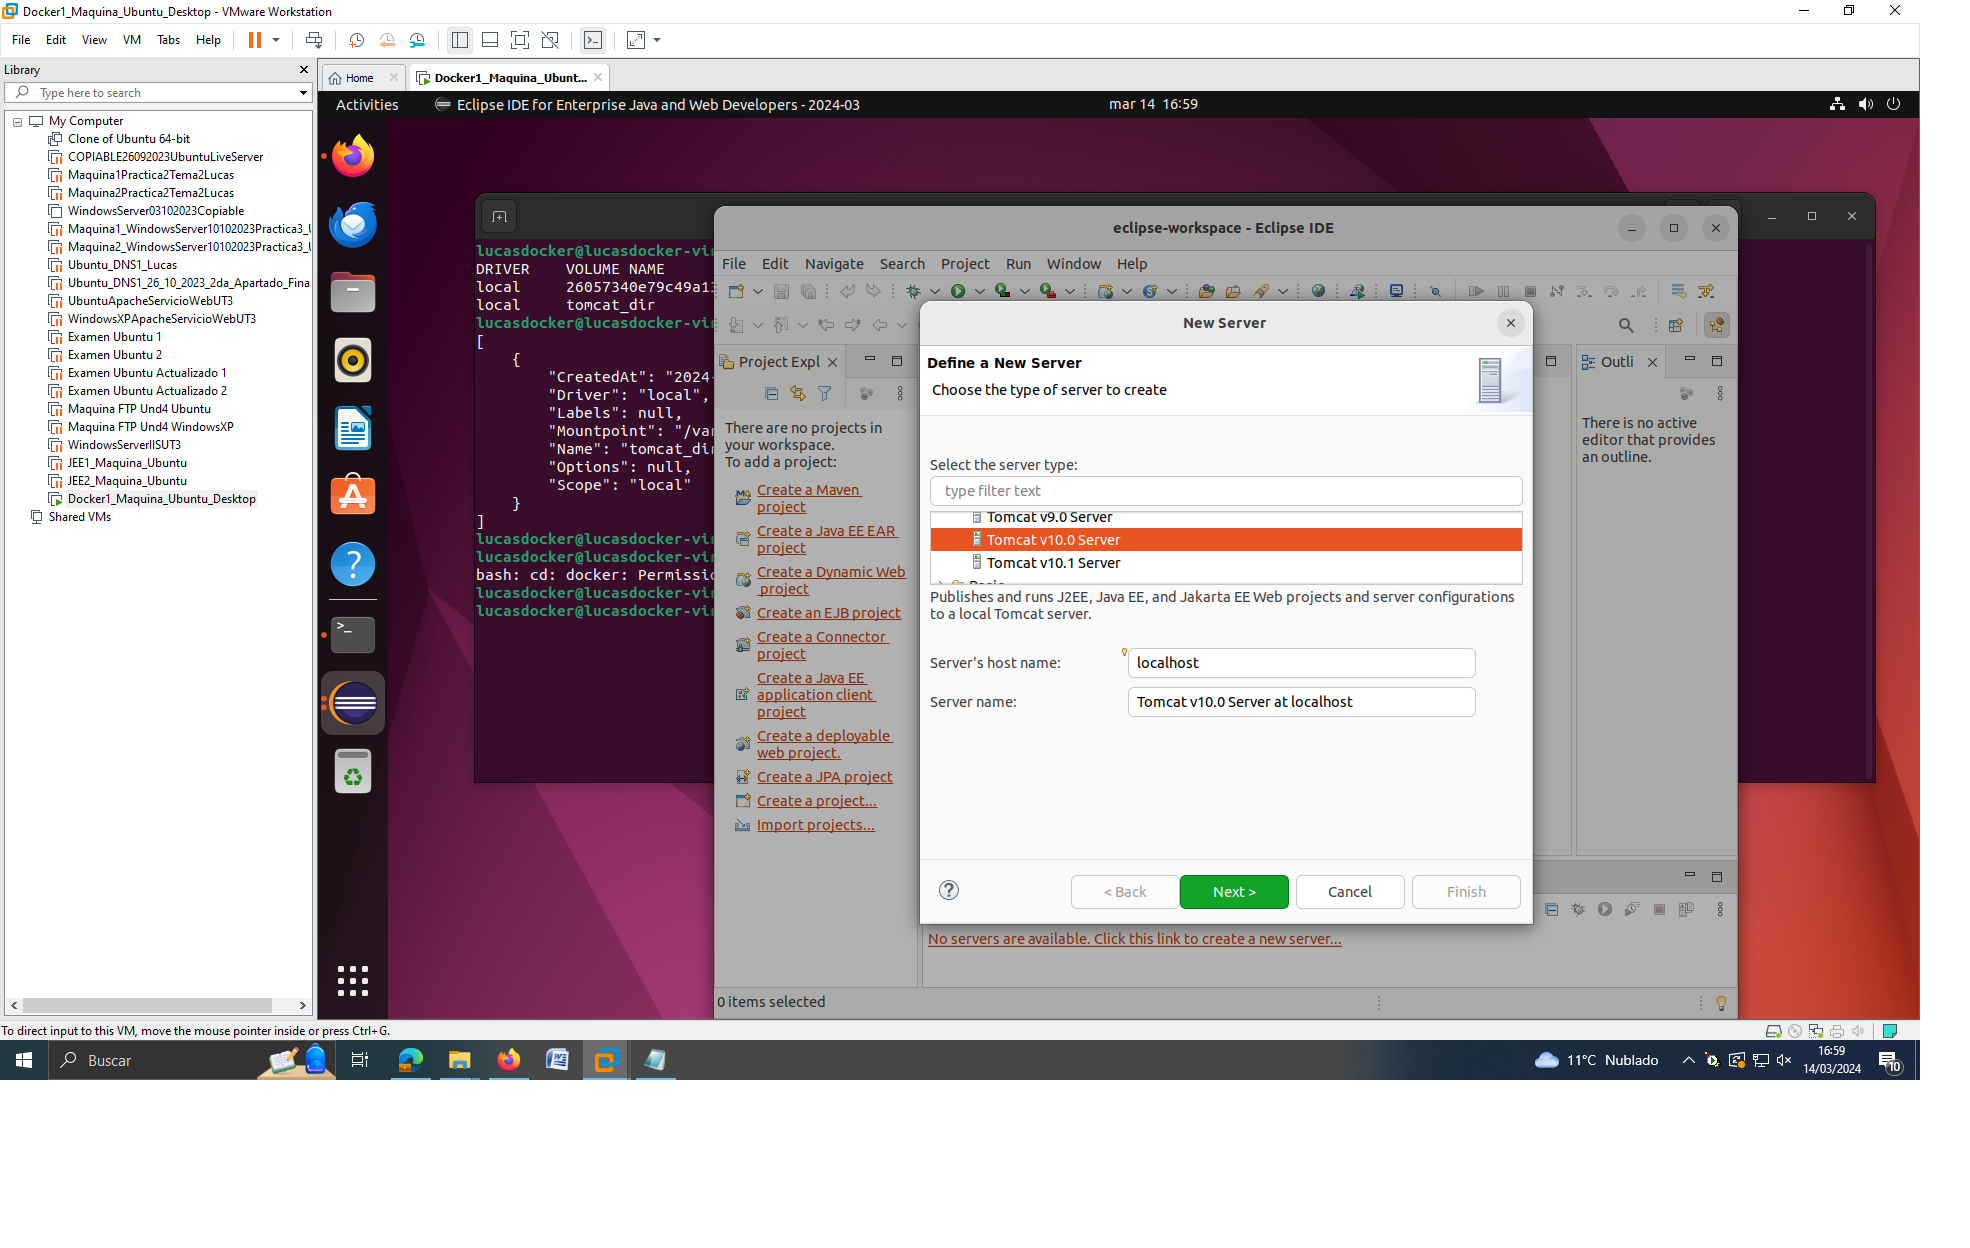 Docker1_Maquina_Ubuntu_Desktop - VMware Workstation
File Edit View VM Tabs Help
Library
Type here to search
My Computer
Clone of Ubuntu 64-bit
COPIABLE26092023UbuntuLiveServer
Maquina1Practica2Tema2Lucas
Maquina2Practica2Tema2Lucas
WindowsServer03102023Copiable
Maquina1_WindowsServer10102023Practica3_
Maquina2_WindowsServer10102023Practica3_
Ubuntu_DNS1_Lucas
Ubuntu_DNS1_26_10_2023_2da_Apartado_Fina
UbuntuApacheServicioWebUT3
WindowsXPApacheServicioWebUT3
Examen Ubuntu 1
Examen Ubuntu 2
Examen Ubuntu Actualizado 1
Examen Ubuntu Actualizado 2
Maquina FTP Und4 Ubuntu
Maquina FTP Und4 WindowsXP
WindowsServerIISUT3
JEE1_Maquina_Ubuntu
JEE2_Maquina_Ubuntu
Docker1_Maquina_Ubuntu_Desktop
Shared VMs
Home
Docker1_Maquina_Ubunt...
Activities
Eclipse IDE for Enterprise Java and Web Developers - 2024-03
mar 14 16:59
lucasdocker@lucasdocker-vir
DRIVER VOLUME NAME
local 26057340e79c49a13
local tomcat_dir
lucasdocker@lucasdocker-vir
[
{
"CreatedAt": "2024-
"Driver": "local",
"Labels": null,
"Mountpoint": "/var
"Name": "tomcat_dir
"Options": null,
"Scope": "local"
}
]
lucasdocker@lucasdocker-vir
lucasdocker@lucasdocker-vir
bash: cd: docker: Permissio
lucasdocker@lucasdocker-vir
lucasdocker@lucasdocker-vir
eclipse-workspace - Eclipse IDE
File Edit Navigate Search Project Run Window Help
Project Expl
There are no projects in
your workspace.
To add a project:
Create a Maven
project
Create a Java EE EAR
project
Create a Dynamic Web
project
Create an EJB project
Create a Connector
project
Create a Java EE
application client
project
Create a deployable
web project.
Create a JPA project
Create a project...
Import projects...
New Server
Define a New Server
Choose the type of server to create
Select the server type:
type filter text
Tomcat v9.0 Server
Tomcat v10.0 Server
Tomcat v10.1 Server
Basic
Publishes and runs J2EE, Java EE, and Jakarta EE Web projects and server configurations
to a local Tomcat server.
Server's host name:
localhost
Server name:
Tomcat v10.0 Server at localhost
< Back
Next >
Cancel
Finish
Outli
There is no active
editor that provides
an outline.
No servers are available. Click this link to create a new server...
0 items selected
To direct input to this VM, move the mouse pointer inside or press Ctrl+G.
Buscar
11°C Nublado
16:59
14/03/2024
10